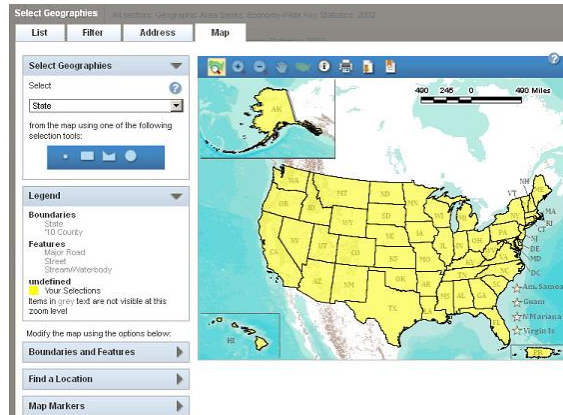 Select Geographies
All sectors: Geographic Area Series: Economy-Wide Key Statistics: 2002
List
Filter
Address
Map
Select Geographies
Select
State
from the map using one of the following
selection tools:
Legend
Boundaries
State
'10 County
Features
Major Road
Street
Stream/Waterbody
undefined
Your Selections
Items in grey text are not visible at this
zoom level
Modify the map using the options below:
Boundaries and Features
Find a Location
Map Markers
490 245 0 490 Miles
AK
WA
MT
ND
MN
OR
ID
SD
WI
NY
ME
NH
VT
MA
RI
CT
NJ
DE
MD
DC
WY
NE
IA
IL
IN
OH
PA
NV
UT
CA
MO
KY
VA
AZ
NM
OK
AR
TN
NC
SC
TX
LA
MS
AL
GA
FL
Am. Samoa
Guam
N Mariana
Virgin Is
HI
PR